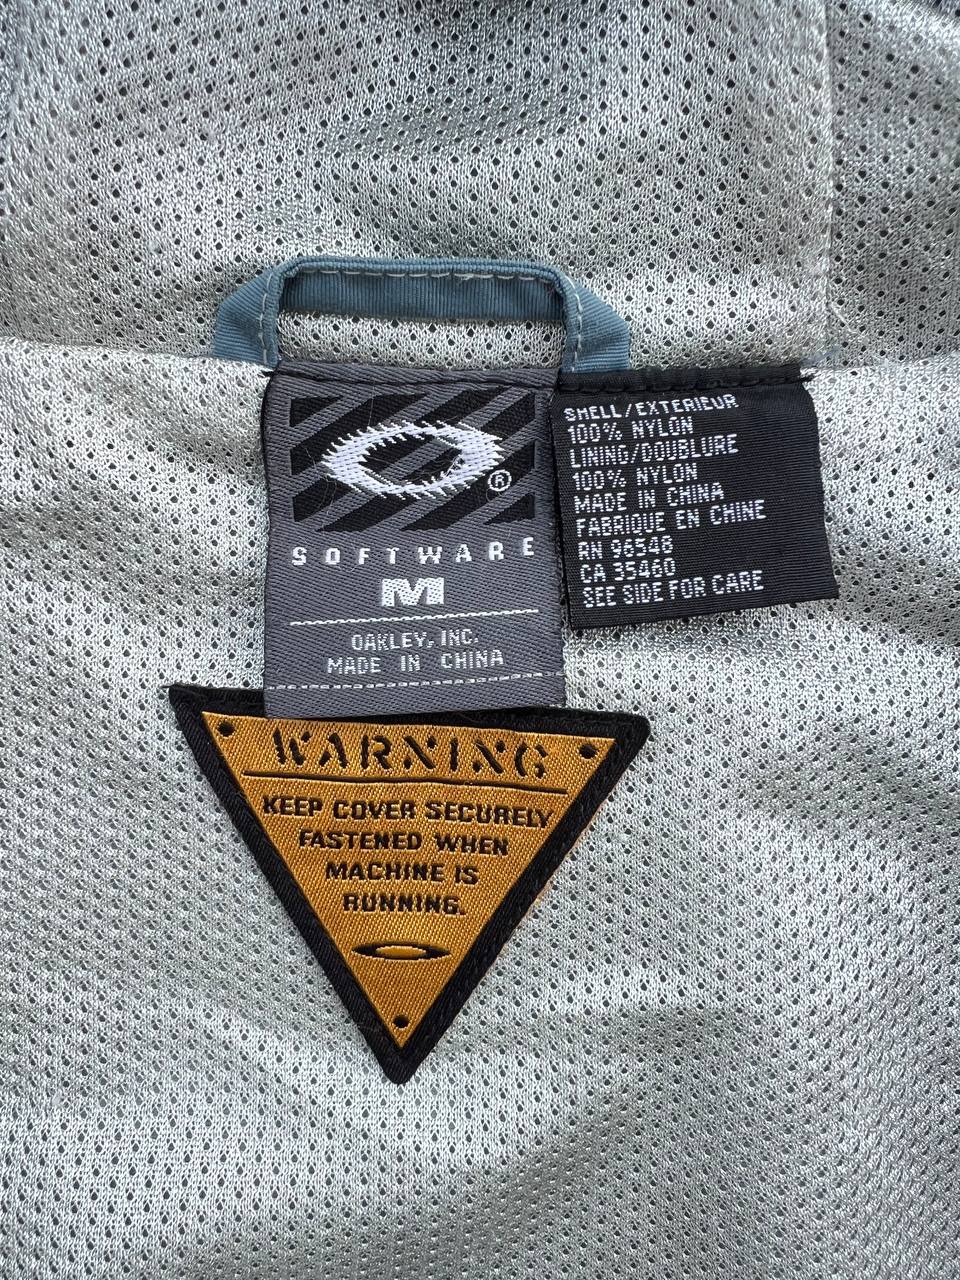 ®
SOFTWARE
M
OAKLEY, INC.
MADE IN CHINA
SHELL/EXTERIEUR
100% NYLON
LINING/DOUBLURE
100% NYLON
MADE IN CHINA
FABRIQUE EN CHINE
RN 96548
CA 35460
SEE SIDE FOR CARE
WARNING
KEEP COVER SECURELY
FASTENED WHEN
MACHINE IS
RUNNING.